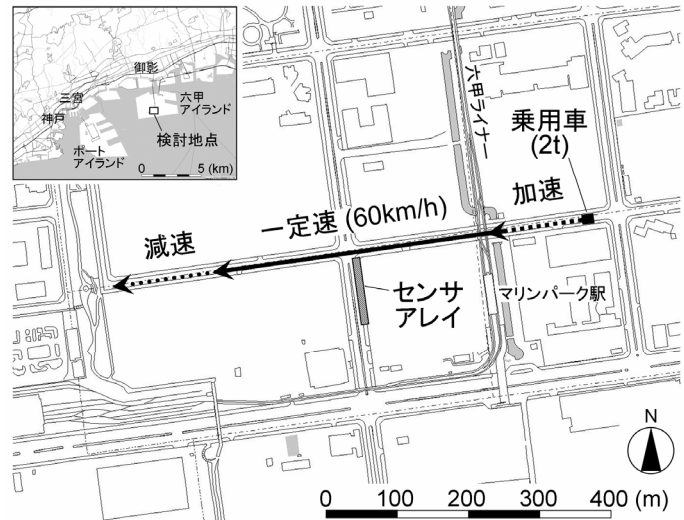 御影
三宮
神戸
六甲
アイランド
検討地点
ポート
アイランド
0 5 (km)
六甲ライナー
乗用車
(2t)
加速
一定速 (60km/h)
減速
センサ
アレイ
マリンパーク駅
N
0 100 200 300 400 (m)